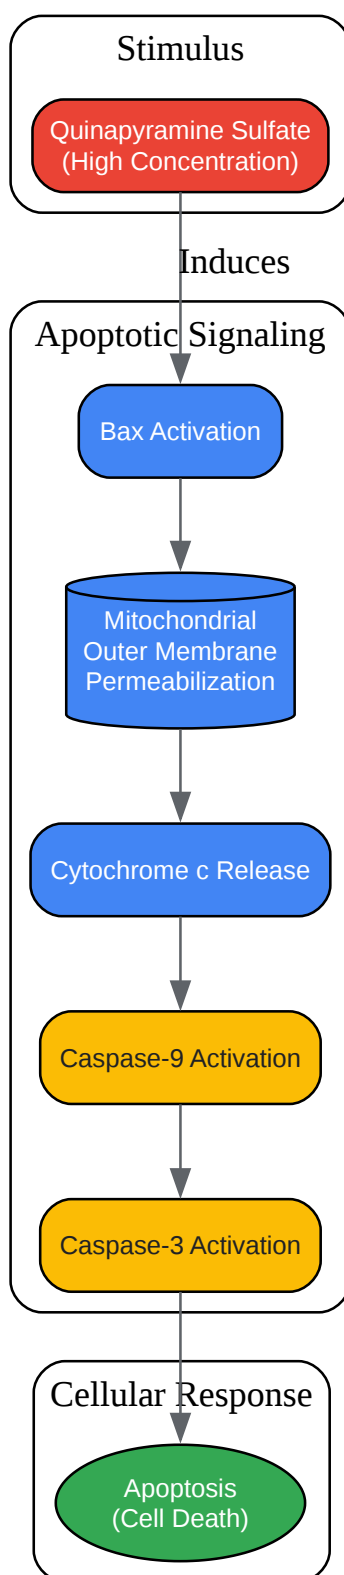 Stimulus
Quinapyramine Sulfate
(High Concentration)
Induces
Apoptotic Signaling
Bax Activation
Mitochondrial
Outer Membrane
Permeabilization
Cytochrome c Release
Caspase-9 Activation
Caspase-3 Activation
Cellular Response
Apoptosis
(Cell Death)